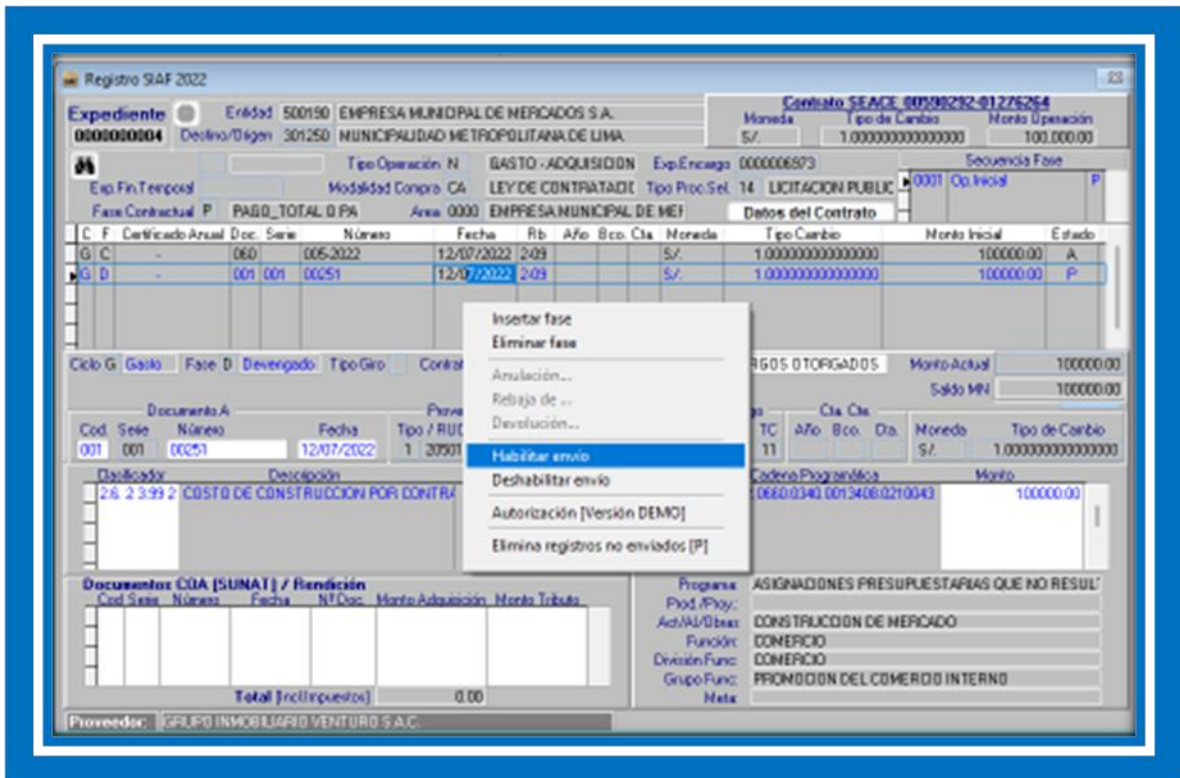 Registro SIAF 2022
Expediente Entidad 500190 EMPRESA MUNICIPAL DE MERCADOS S.A.
Contrato SEACE 00590292-01276264
Moneda Tipo de Cambio Monto Operación
0000000004 Destino/Origen 301250 MUNICIPALIDAD METROPOLITANA DE LIMA
S/. 1.000000000000000 100,000.00
Tipo Operación N GASTO - ADQUISICION Exp.Encargo 0000006973 Secuencia Fase
Exp.Fin.Temporal Modalidad Compra CA LEY DE CONTRATACI Tipo Proc.Sel. 14 LICITACION PUBLIC 0001 Op.Inicial P
Fase Contractual P PAGO_TOTAL O PA Area 0000 EMPRESA MUNICIPAL DE MEF Datos del Contrato
C F Certificado Anual Doc. Serie Número Fecha Rb Año Bco. Cta. Moneda Tipo Cambio Monto Inicial Estado
G C - 060 005-2022 12/07/2022 2-09 S/. 1.000000000000000 100000.00 A
G D - 001 001 00251 12/07/2022 2-09 S/. 1.000000000000000 100000.00 P
Insertar fase
Eliminar fase
Anulación...
Rebaja de ...
Devolución...
Habilitar envío
Deshabilitar envío
Autorización [Versión DEMO]
Elimina registros no enviados [P]
Ciclo G Gasto Fase D Devengado Tipo Giro RGOS OTORGADOS Monto Actual 100000.00
Saldo MN 100000.00
Documento A Cta. Cte.
Cod. Serie Número Fecha Tipo / RUC TC Año Bco. Cta. Moneda Tipo de Cambio
001 001 00251 12/07/2022 1 11 S/. 1.000000000000000
Clasificador Descripción Cadena Programática Monto
2.6. 2 3.99 2 COSTO DE CONSTRUCCION POR CONTRA 0660.0340.0013408.0210043 100000.00
Documentos COA [SUNAT] / Rendición
Cod Serie Número Fecha Nº Doc. Monto Adquisición Monto Tributo
Total [Incl.Impuestos] 0.00
Programa: ASIGNACIONES PRESUPUESTARIAS QUE NO RESUL
Prod./Proy.:
Act/AI/Obras: CONSTRUCCION DE MERCADO
Función: COMERCIO
División Func: COMERCIO
Grupo Func: PROMOCION DEL COMERCIO INTERNO
Meta:
Proveedor: GRUPO INMOBILIARIO VENTURO S.A.C.